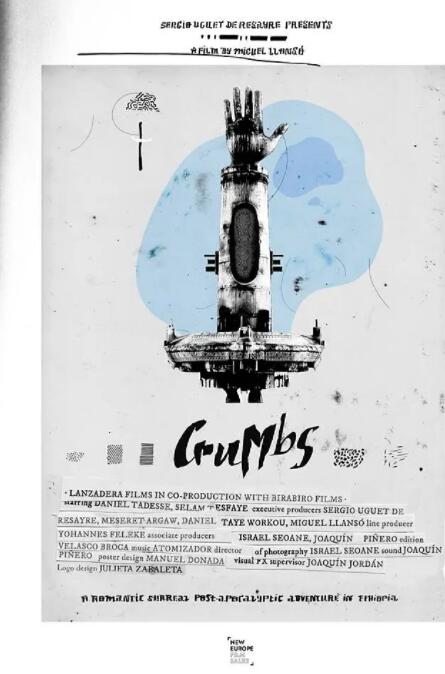 SERGIO UGUET DE RESAYRE PRESENTS
A FILM BY MIGUEL LLANSÓ
CruMbs
· LANZADERA FILMS IN CO-PRODUCTION WITH BIRABIRO FILMS ·
starring DANIEL TADESSE, SELAM TESFAYE executive producers SERGIO UGUET DE
RESAYRE, MESERET ARGAW, DANIEL TAYE WORKOU, MIGUEL LLANSÓ line producer
YOHANNES FELEKE associate producers ISRAEL SEOANE, JOAQUÍN PIÑERO edition
VELASCO BROCA music ATOMIZADOR director of photography ISRAEL SEOANE sound JOAQUÍN
PIÑERO poster design MANUEL DONADA visual FX supervisor JOAQUÍN JORDÁN
Logo design JULIETA ZABALETA
A ROMANTIC SURREAL POST-APOCALYPTIC ADVENTURE IN ETHIOPIA
NEW
EUROPE
FILM
SALES